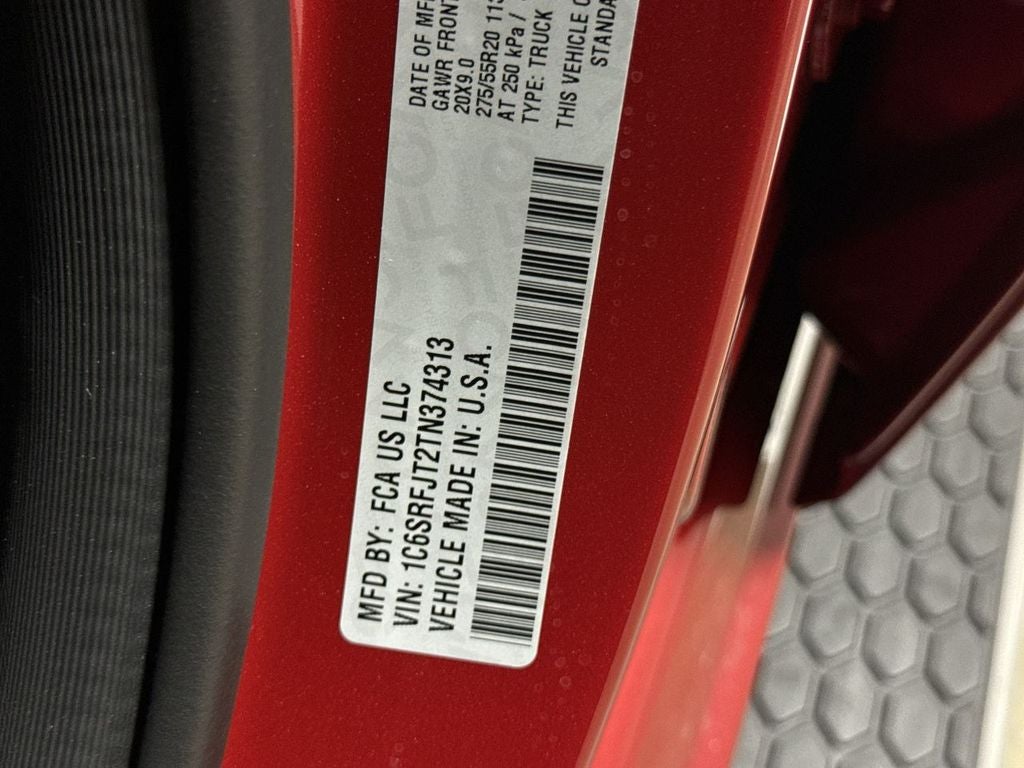 MFD BY: FCA US LLC
VIN: 1C6SRFJT2TN374313
VEHICLE MADE IN: U.S.A.
DATE OF MF
GAWR FRONT
20X9.0
275/55R20 113
AT 250 kPa /
TYPE: TRUCK
THIS VEHICLE C
STANDA